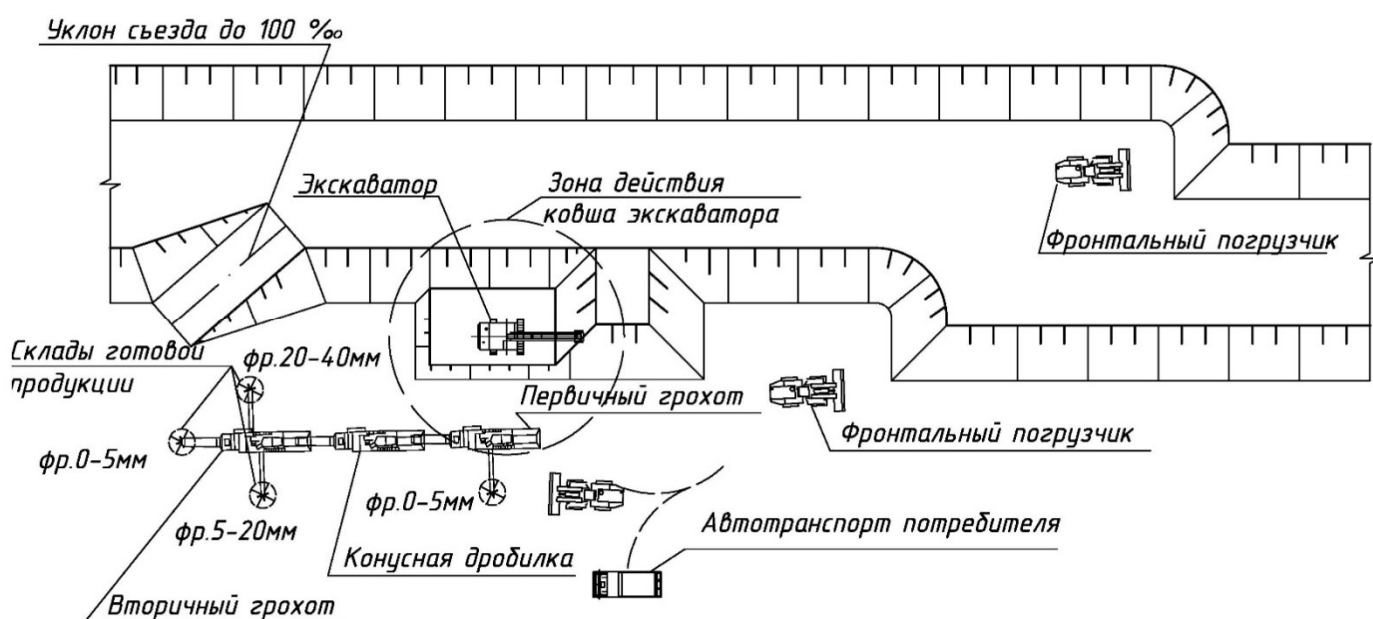 Уклон съезда до 100 ‰
Экскаватор
Зона действия
ковша экскаватора
Фронтальный погрузчик
Склады готовой
продукции
фр.20-40мм
Первичный грохот
Фронтальный погрузчик
фр.0-5мм
фр.5-20мм
фр.0-5мм
Автотранспорт потребителя
Конусная дробилка
Вторичный грохот